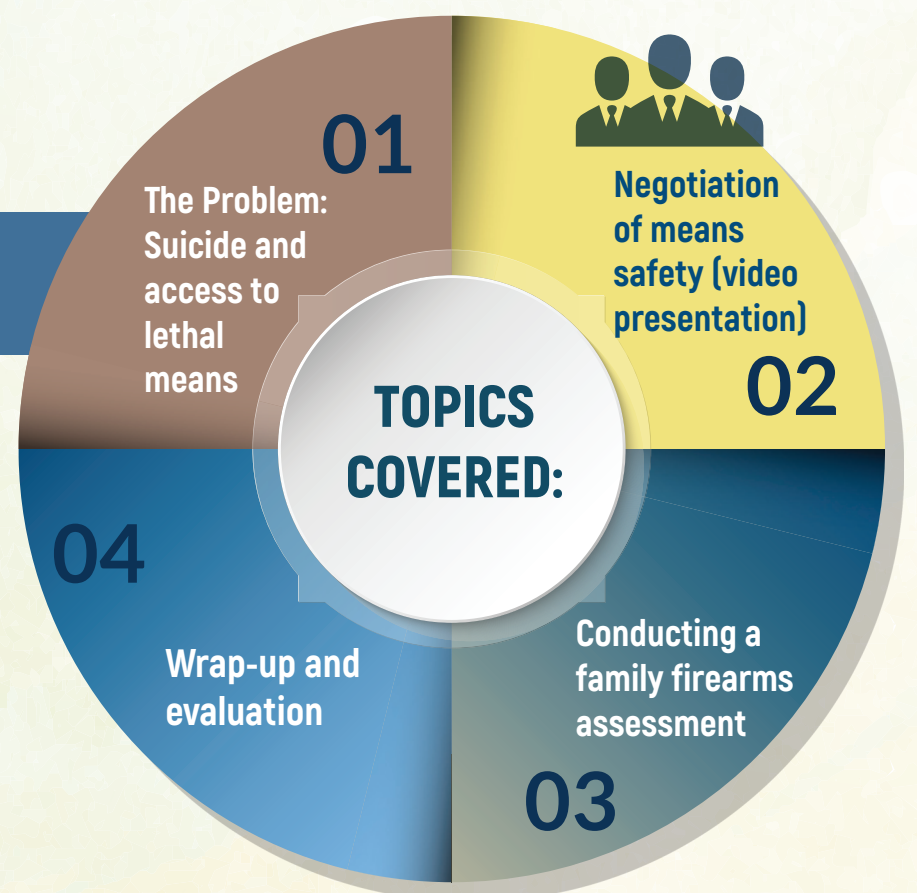 TOPICS
COVERED:
01
The Problem:
Suicide and
access to
lethal
means
Negotiation
of means
safety (video
presentation)
02
Conducting a
family firearms
assessment
03
04
Wrap-up and
evaluation